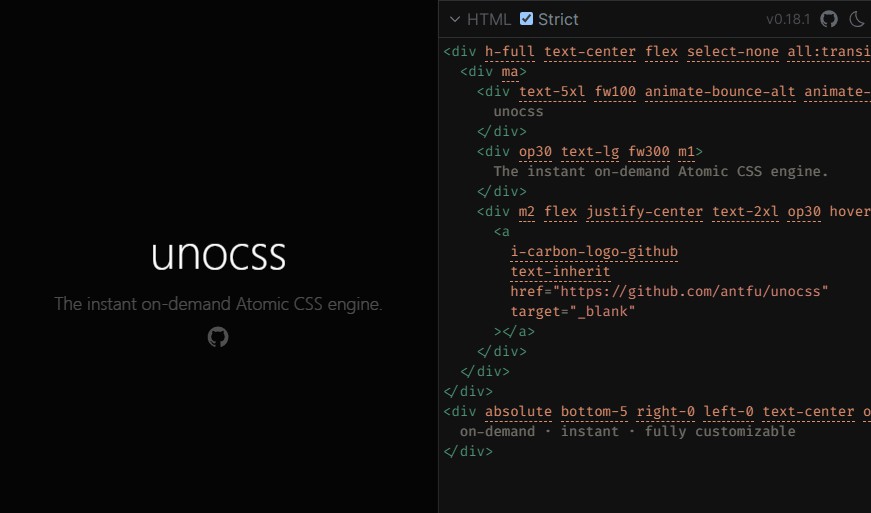 unocss
The instant on-demand Atomic CSS engine.
HTML Strict v0.18.1
<div h-full text-center flex select-none all:transi
<div ma>
<div text-5xl fw100 animate-bounce-alt animate-
unocss
</div>
<div op30 text-lg fw300 m1>
The instant on-demand Atomic CSS engine.
</div>
<div m2 flex justify-center text-2xl op30 hover
<a
i-carbon-logo-github
text-inherit
href="https://github.com/antfu/unocss"
target="_blank"
></a>
</div>
</div>
</div>
<div absolute bottom-5 right-0 left-0 text-center o
on-demand · instant · fully customizable
</div>